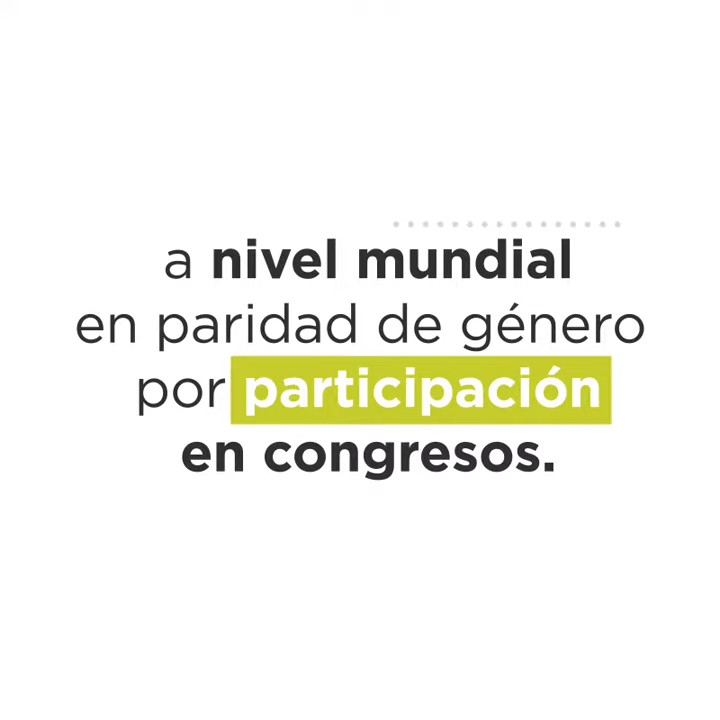 a nivel mundial
en paridad de género
por participación
en congresos.